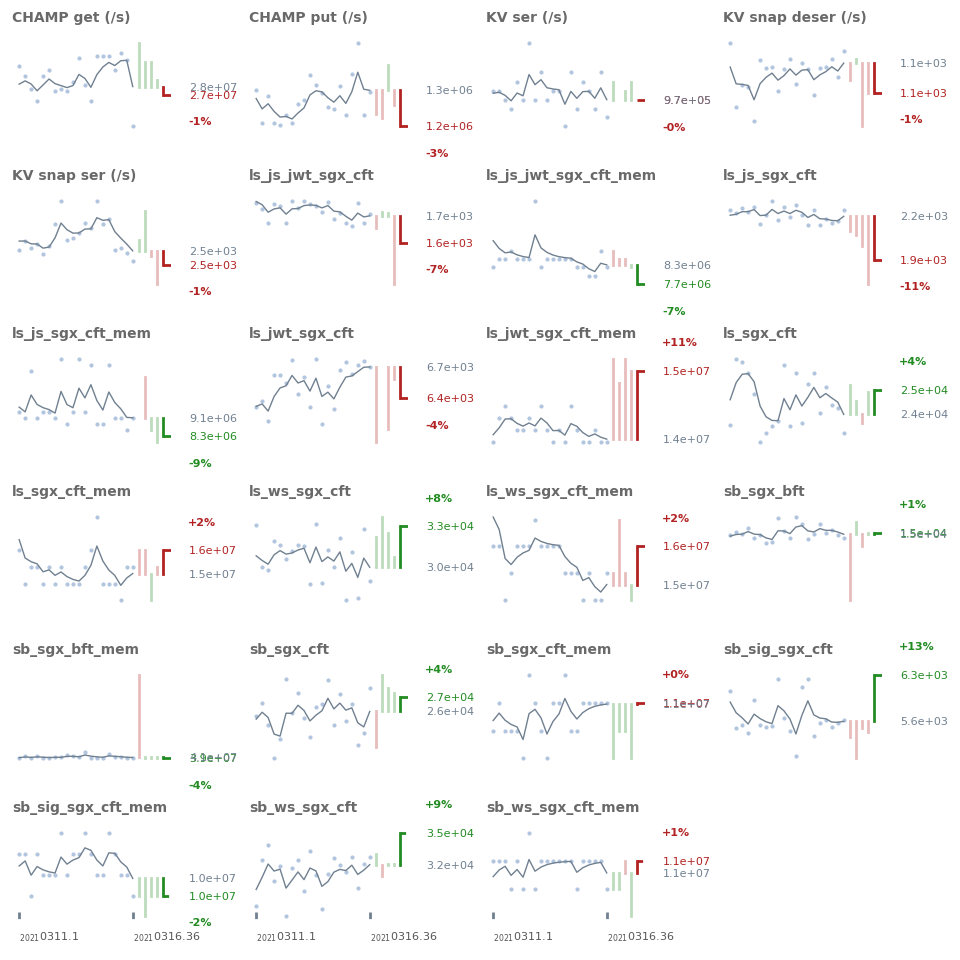 CHAMP get (/s)
2.8e+07
2.7e+07
-1%
CHAMP put (/s)
1.3e+06
1.2e+06
-3%
KV ser (/s)
9.7e+05
-0%
KV snap deser (/s)
1.1e+03
1.1e+03
-1%
KV snap ser (/s)
2.5e+03
2.5e+03
-1%
ls_js_jwt_sgx_cft
1.7e+03
1.6e+03
-7%
ls_js_jwt_sgx_cft_mem
8.3e+06
7.7e+06
-7%
ls_js_sgx_cft
2.2e+03
1.9e+03
-11%
ls_js_sgx_cft_mem
9.1e+06
8.3e+06
-9%
ls_jwt_sgx_cft
6.7e+03
6.4e+03
-4%
ls_jwt_sgx_cft_mem
+11%
1.5e+07
1.4e+07
ls_sgx_cft
+4%
2.5e+04
2.4e+04
ls_sgx_cft_mem
+2%
1.6e+07
1.5e+07
ls_ws_sgx_cft
+8%
3.3e+04
3.0e+04
ls_ws_sgx_cft_mem
+2%
1.6e+07
1.5e+07
sb_sgx_bft
+1%
1.5e+04
sb_sgx_bft_mem
-4%
sb_sgx_cft
+4%
2.7e+04
2.6e+04
sb_sgx_cft_mem
+0%
1.1e+07
1.1e+07
sb_sig_sgx_cft
+13%
6.3e+03
5.6e+03
sb_sig_sgx_cft_mem
1.0e+07
1.0e+07
-2%
2021 0311.1
2021 0316.36
sb_ws_sgx_cft
+9%
3.5e+04
3.2e+04
2021 0311.1
2021 0316.36
sb_ws_sgx_cft_mem
+1%
1.1e+07
1.1e+07
2021 0311.1
2021 0316.36